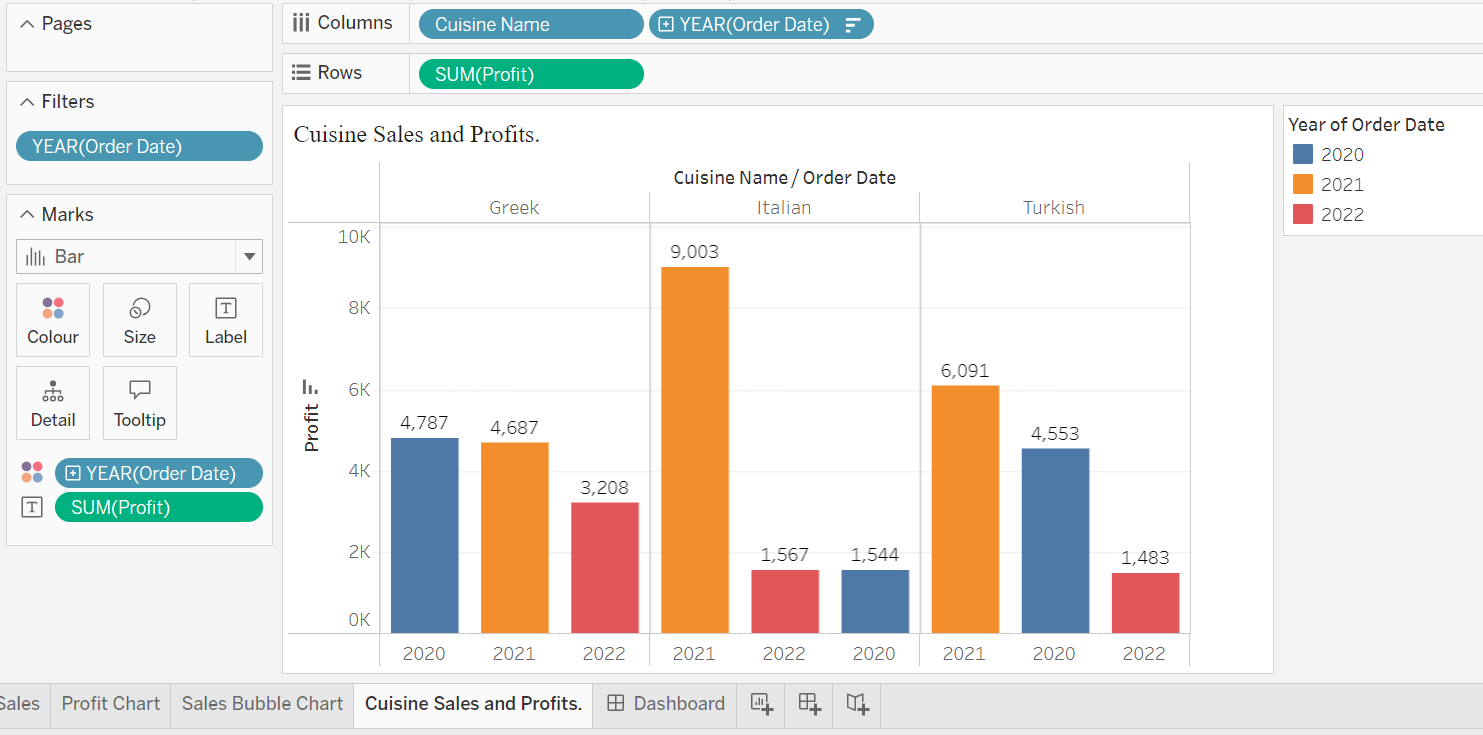 Pages
Columns
Cuisine Name
YEAR(Order Date)
Rows
SUM(Profit)
Filters
YEAR(Order Date)
Marks
Bar
Colour
Size
Label
Detail
Tooltip
YEAR(Order Date)
SUM(Profit)
Cuisine Sales and Profits.
Cuisine Name / Order Date
Greek Italian Turkish
Profit
10K
8K
6K
4K
2K
0K
4,787 4,687 3,208
9,003 1,567 1,544
6,091 4,553 1,483
2020 2021 2022 2021 2022 2020 2021 2020 2022
Year of Order Date
2020
2021
2022
Sales Profit Chart Sales Bubble Chart Cuisine Sales and Profits. Dashboard